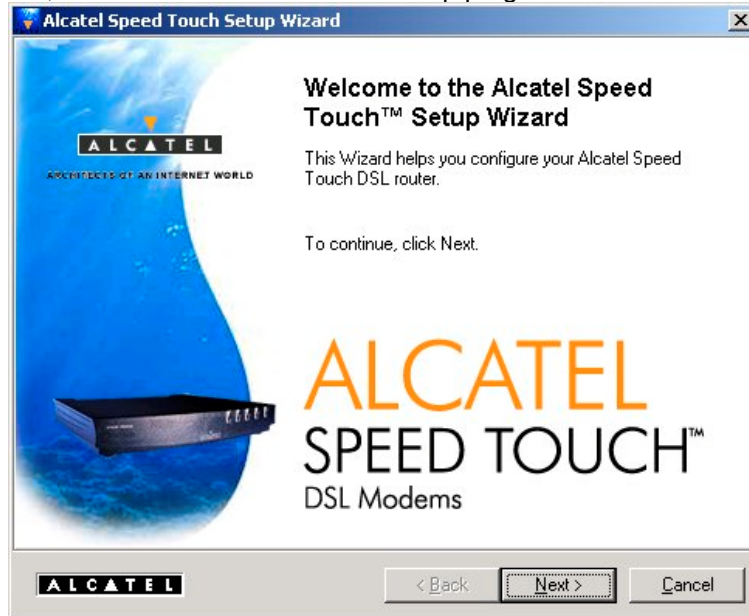 Alcatel Speed Touch Setup Wizard
Welcome to the Alcatel Speed
Touch™ Setup Wizard
ALCATEL
ARCHITECTS OF AN INTERNET WORLD
This Wizard helps you configure your Alcatel Speed
Touch DSL router.
To continue, click Next.
ALCATEL
SPEED TOUCH™
DSL Modems
ALCATEL
< Back
Next >
Cancel